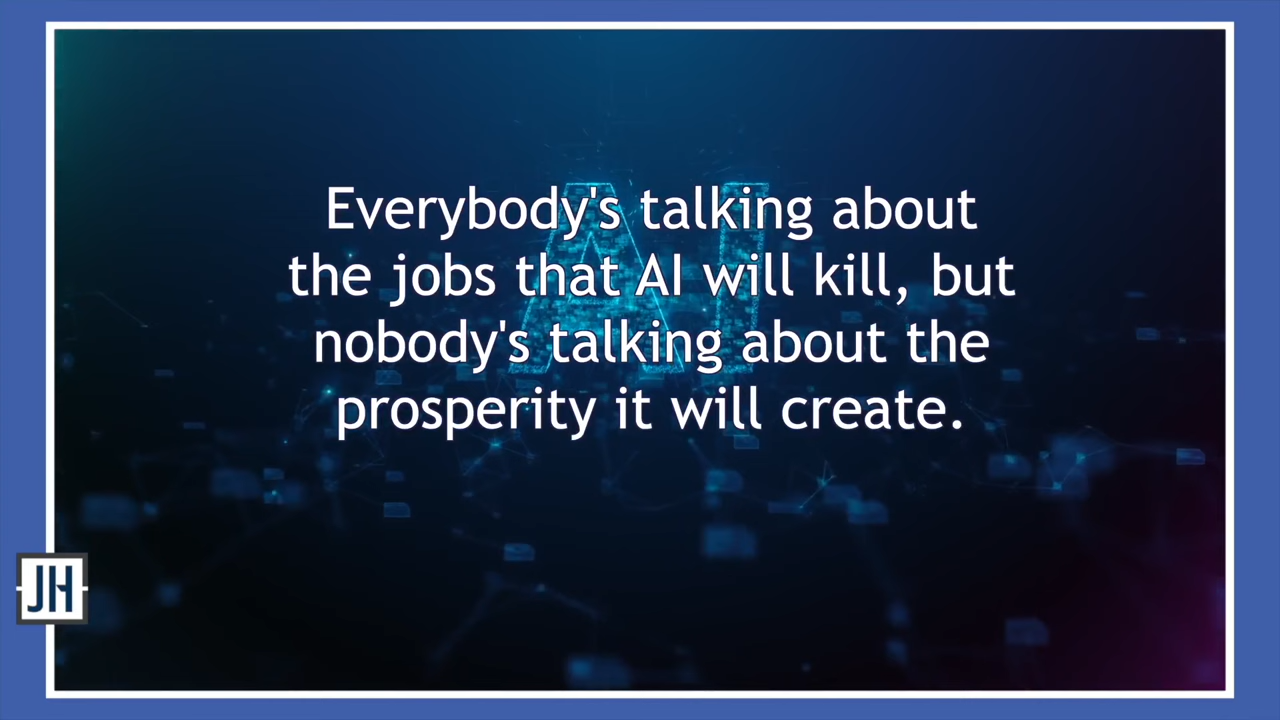 AI
Everybody's talking about
the jobs that AI will kill, but
nobody's talking about the
prosperity it will create.
JH